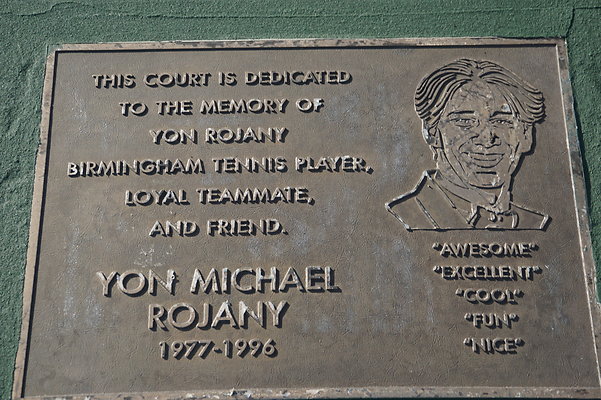 THIS COURT IS DEDICATED
TO THE MEMORY OF
YON ROJANY
BIRMINGHAM TENNIS PLAYER,
LOYAL TEAMMATE,
AND FRIEND.
YON MICHAEL
ROJANY
1977-1996
"AWESOME"
"EXCELLENT"
"COOL"
"FUN"
"NICE"